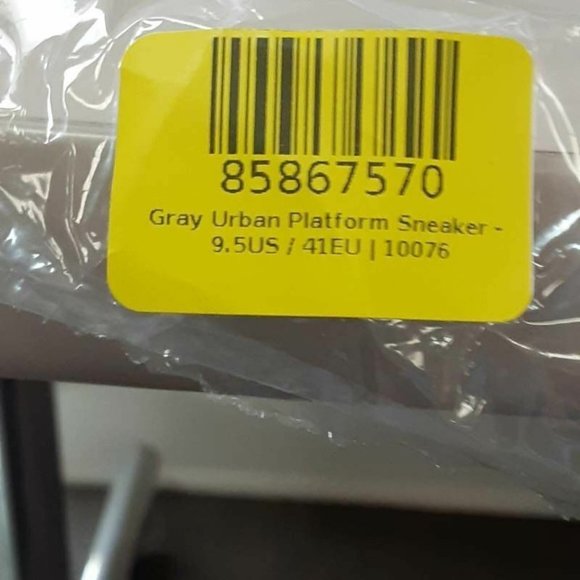 85867570
Gray Urban Platform Sneaker -
9.5US / 41EU | 10076